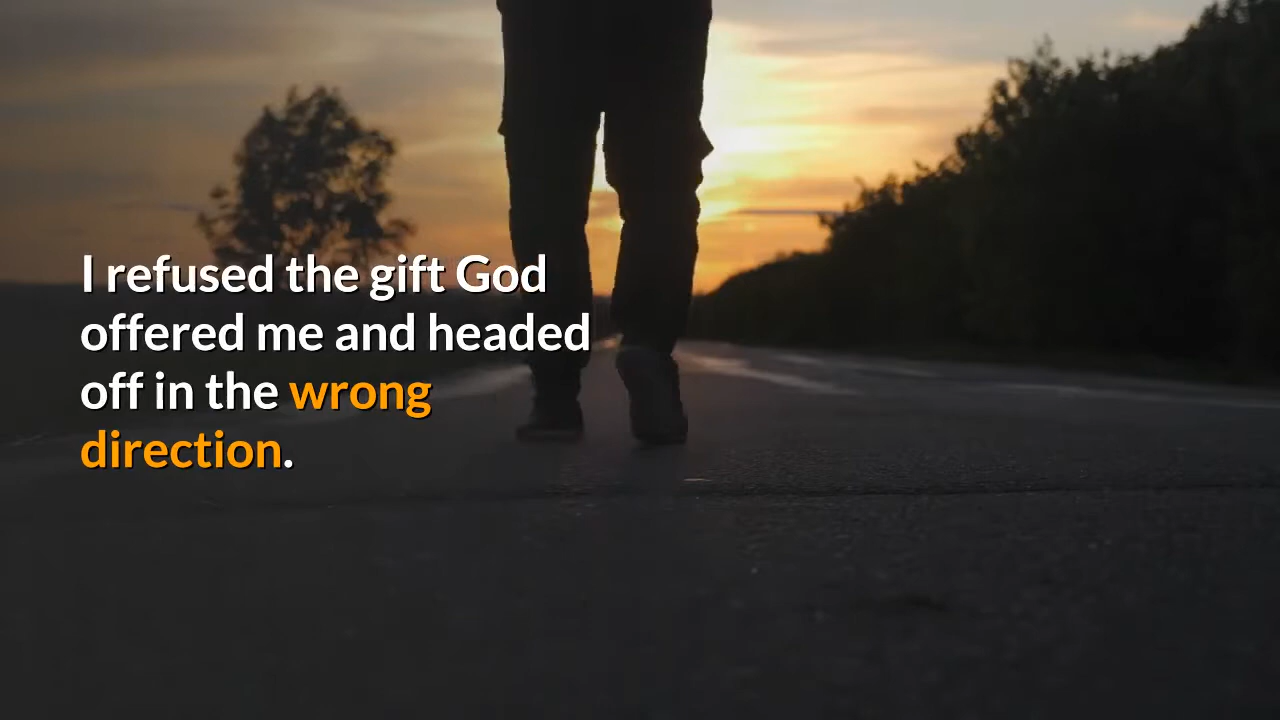 I refused the gift God
offered me and headed
off in the wrong
direction.